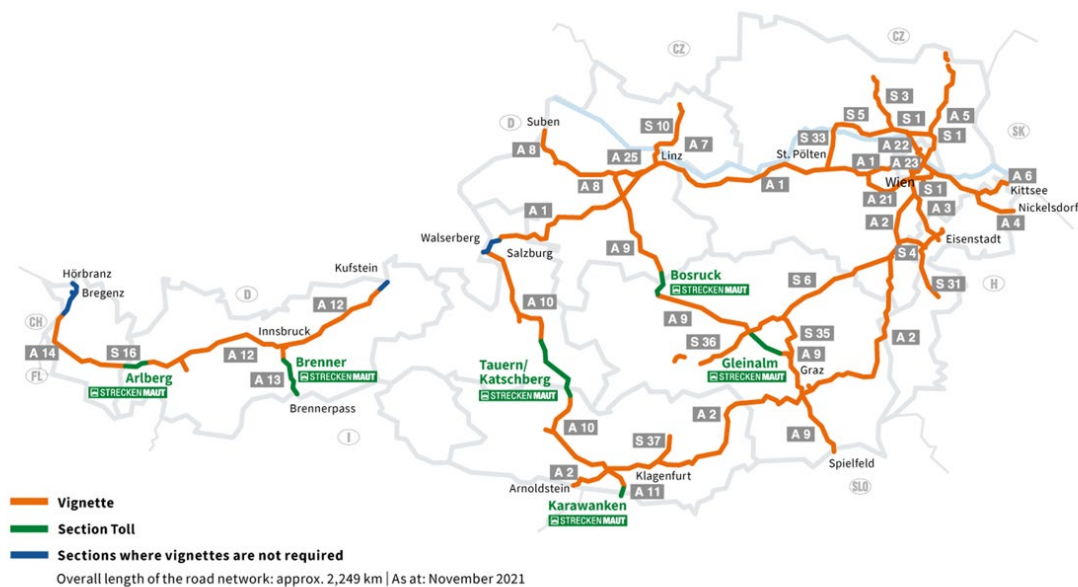 CZ
CZ
S 3
S 10
S 5
S 1
A 5
D
Suben
S 33
S 1
SK
A 8
A 25
Linz
A 7
St. Pölten
A 22
A 1
A 23
A 6
A 8
A 1
Wien
S 1
Kittsee
A 21
A 3
Nickelsdorf
A 1
A 2
A 4
Walserberg
Salzburg
A 9
Eisenstadt
S 4
Hörbranz
Kufstein
Bosruck
STRECKENMAUT
S 6
S 31
H
Bregenz
D
A 12
A 10
A 9
CH
Innsbruck
S 36
S 35
A 2
A 14
S 16
A 12
Brenner
STRECKENMAUT
Tauern/
Katschberg
STRECKENMAUT
Gleinalm
STRECKENMAUT
A 9
Graz
FL
Arlberg
STRECKENMAUT
A 13
Brennerpass
I
A 10
S 37
A 2
A 9
A 2
Klagenfurt
Spielfeld
Arnoldstein
A 11
SLO
Karawanken
STRECKENMAUT
Vignette
Section Toll
Sections where vignettes are not required
Overall length of the road network: approx. 2,249 km | As at: November 2021